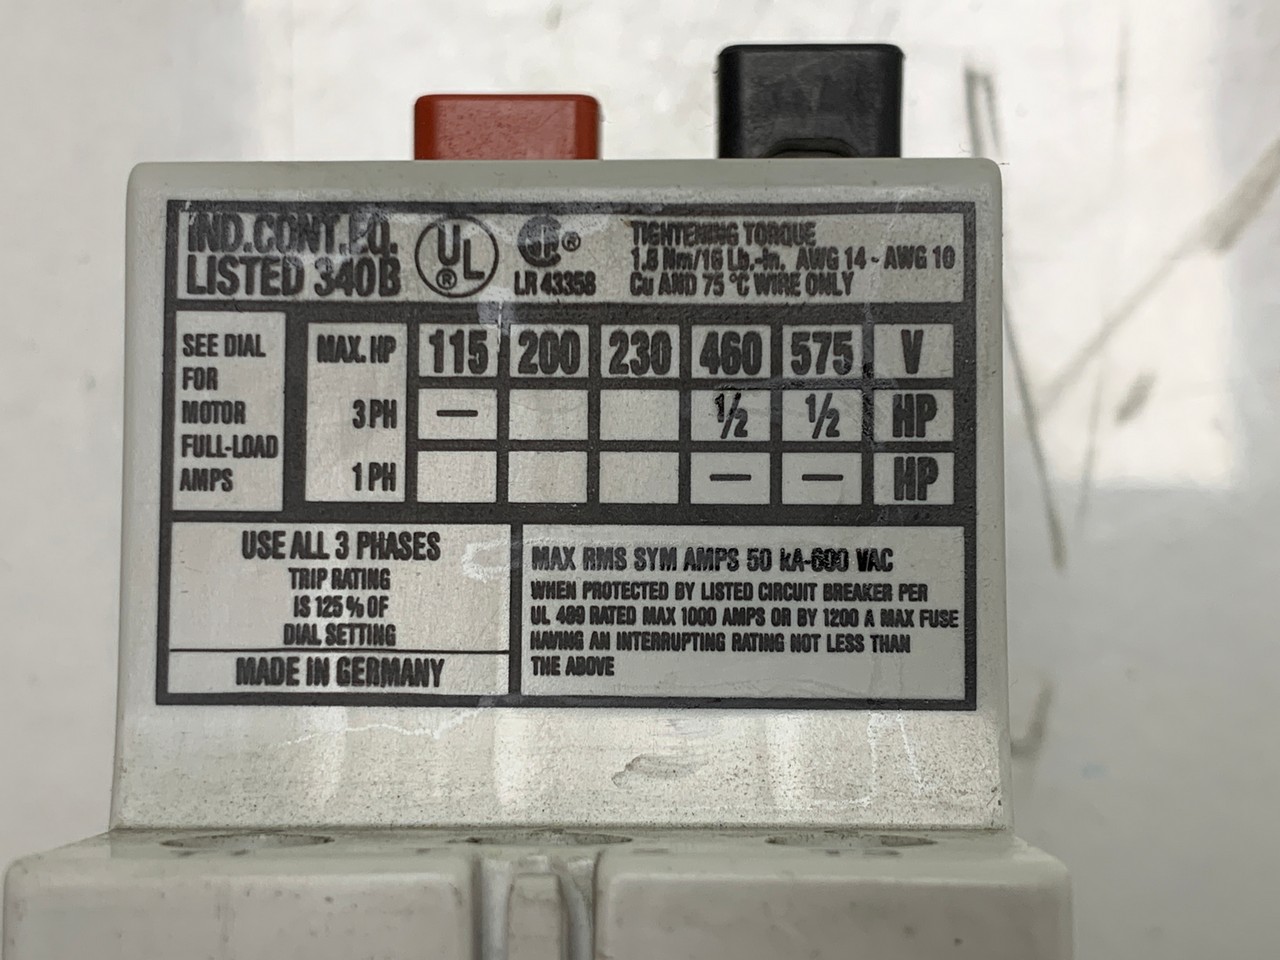 IND.CONT.EQ.
LISTED 340B
UL ®
®
LR 43358
TIGHTENING TORQUE
1,8 Nm/16 Lb.-In. AWG 14 - AWG 10
Cu AND 75 °C WIRE ONLY
SEE DIAL
FOR
MOTOR
FULL-LOAD
AMPS
MAX. HP 115 200 230 460 575 V
3 PH — ½ ½ HP
1 PH — — HP
USE ALL 3 PHASES
TRIP RATING
IS 125 % OF
DIAL SETTING
MADE IN GERMANY
MAX RMS SYM AMPS 50 kA-600 VAC
WHEN PROTECTED BY LISTED CIRCUIT BREAKER PER
UL 489 RATED MAX 1000 AMPS OR BY 1200 A MAX FUSE
HAVING AN INTERRUPTING RATING NOT LESS THAN
THE ABOVE